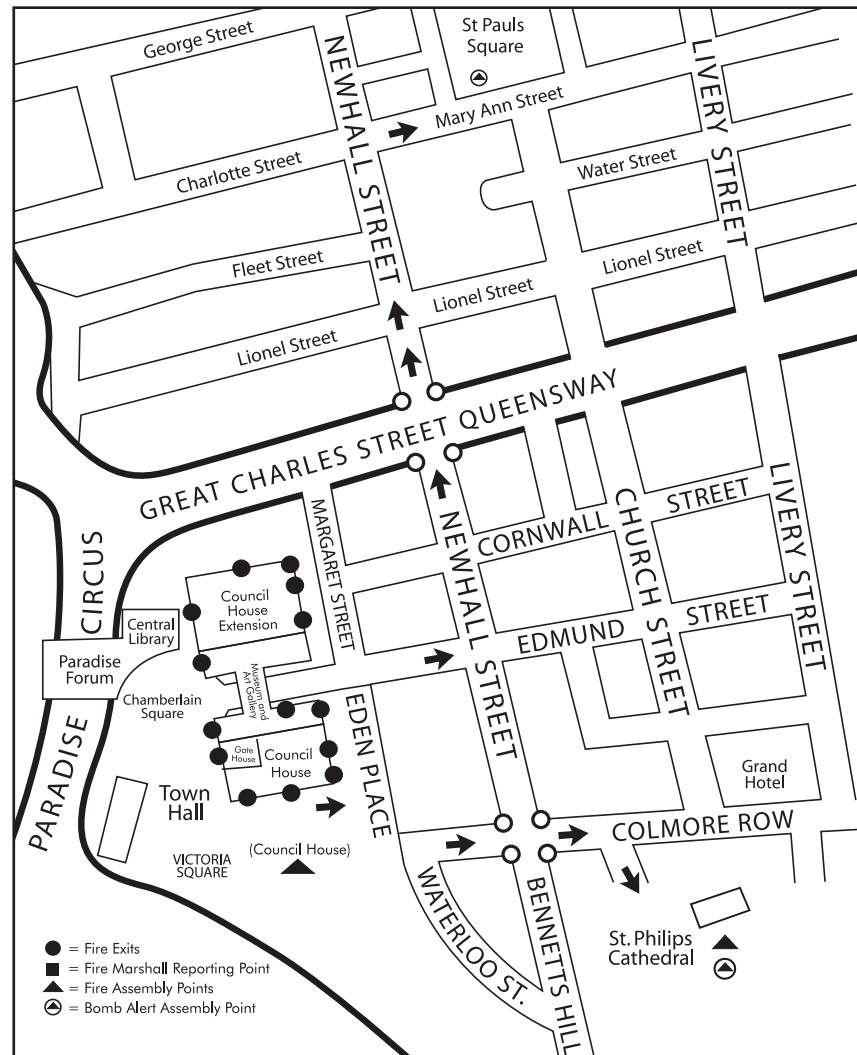 George Street
NEWHALL STREET
St Pauls
Square
LIVERY STREET
Mary Ann Street
Charlotte Street
Water Street
Fleet Street
Lionel Street
Lionel Street
Lionel Street
GREAT CHARLES STREET QUEENSWAY
MARGARET STREET
NEWHALL STREET
CORNWALL STREET
CHURCH STREET
LIVERY STREET
PARADISE CIRCUS
Council
House
Extension
Central
Library
Paradise
Forum
Museum and
Art Gallery
EDMUND STREET
Chamberlain
Square
EDEN PLACE
Gate
House
Council
House
Grand
Hotel
Town
Hall
COLMORE ROW
(Council House)
VICTORIA
SQUARE
WATERLOO ST.
BENNETTS HILL
St. Philips
Cathedral
= Fire Exits
= Fire Marshall Reporting Point
= Fire Assembly Points
= Bomb Alert Assembly Point